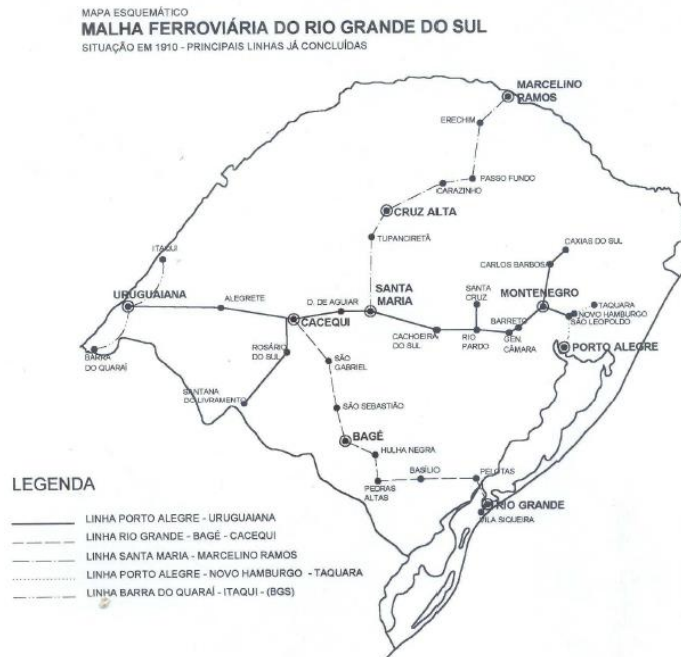 MAPA ESQUEMÁTICO
MALHA FERROVIÁRIA DO RIO GRANDE DO SUL
SITUAÇÃO EM 1910 - PRINCIPAIS LINHAS JÁ CONCLUÍDAS
MARCELINO
RAMOS
ERECHIM
PASSO FUNDO
CARAZINHO
CRUZ ALTA
TUPANCIRETÃ
ITAQUI
CAXIAS DO SUL
CARLOS BARBOSA
URUGUAIANA
ALEGRETE
D. DE AGUIAR
SANTA
MARIA
SANTA
CRUZ
MONTENEGRO
TAQUARA
NOVO HAMBURGO
SÃO LEOPOLDO
CACEQUI
CACHOEIRA
DO SUL
RIO
PARDO
BARRETO
GEN.
CÂMARA
PORTO ALEGRE
BARRA
DO QUARAÍ
ROSÁRIO
DO SUL
SÃO
GABRIEL
SANTANA
DO LIVRAMENTO
SÃO SEBASTIÃO
BAGÉ
HULHA NEGRA
PEDRAS
ALTAS
BASÍLIO
PELOTAS
RIO GRANDE
VILA SIQUEIRA
LEGENDA
LINHA PORTO ALEGRE - URUGUAIANA
LINHA RIO GRANDE - BAGÉ - CACEQUI
LINHA SANTA MARIA - MARCELINO RAMOS
LINHA PORTO ALEGRE - NOVO HAMBURGO - TAQUARA
LINHA BARRA DO QUARAÍ - ITAQUI - (BGS)